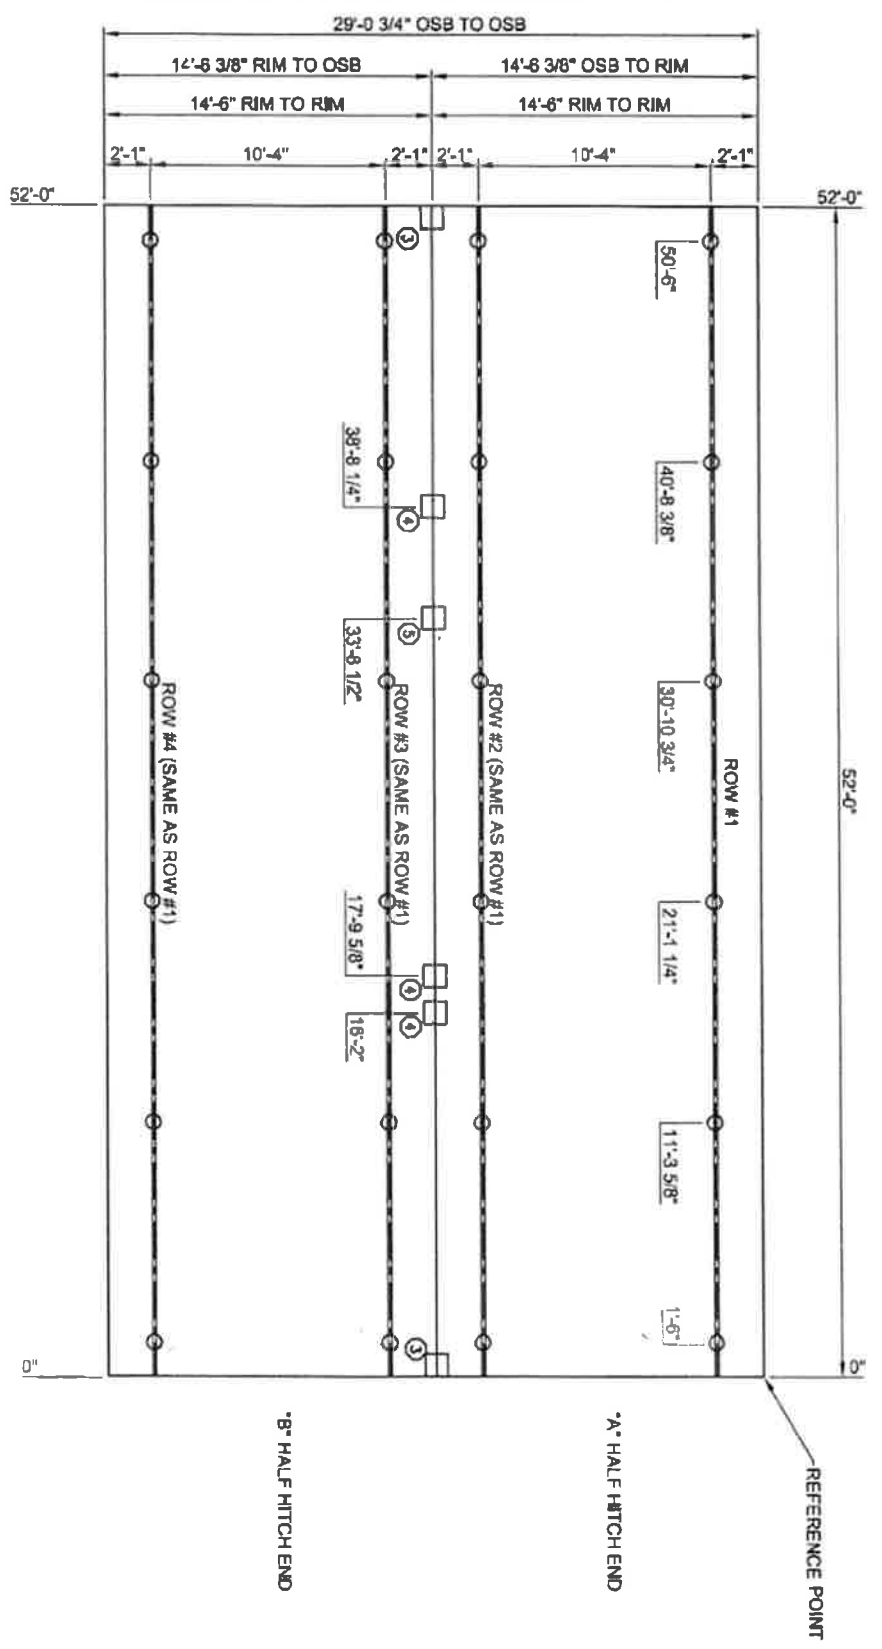 29'-0 3/4" OSB TO OSB
14'-6 3/8" RIM TO OSB
14'-6 3/8" OSB TO RIM
14'-6" RIM TO RIM
14'-6" RIM TO RIM
2'-1"
10'-4"
2'-1"
2'-1"
10'-4"
2'-1"
52'-0"
52'-0"
3
50'-6"
38'-8 1/4"
4
40'-8 3/8"
33'-8 1/2"
5
30'-10 3/4"
ROW #1
52'-0"
ROW #4 (SAME AS ROW #1)
ROW #3 (SAME AS ROW #1)
ROW #2 (SAME AS ROW #1)
17'-9 5/8"
4
21'-1 1/4"
16'-2"
4
11'-3 5/8"
3
1'-6"
0"
0"
"B" HALF HITCH END
"A" HALF HITCH END
REFERENCE POINT